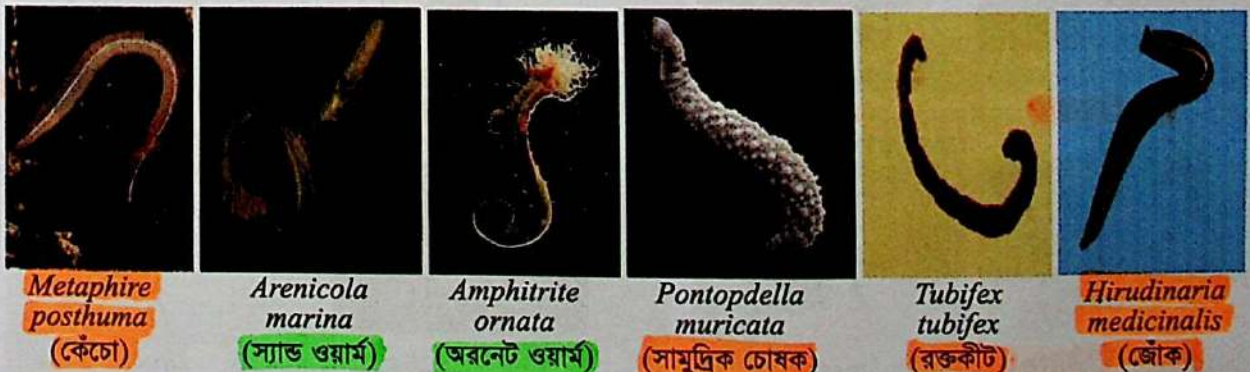 Metaphire
posthuma
(কেঁচো)
Arenicola
marina
(স্যান্ড ওয়ার্ম)
Amphitrite
ornata
(অরনেট ওয়ার্ম)
Pontopdella
muricata
(সামুদ্রিক চোষক)
Tubifex
tubifex
(রক্তকীট)
Hirudinaria
medicinalis
(জোঁক)